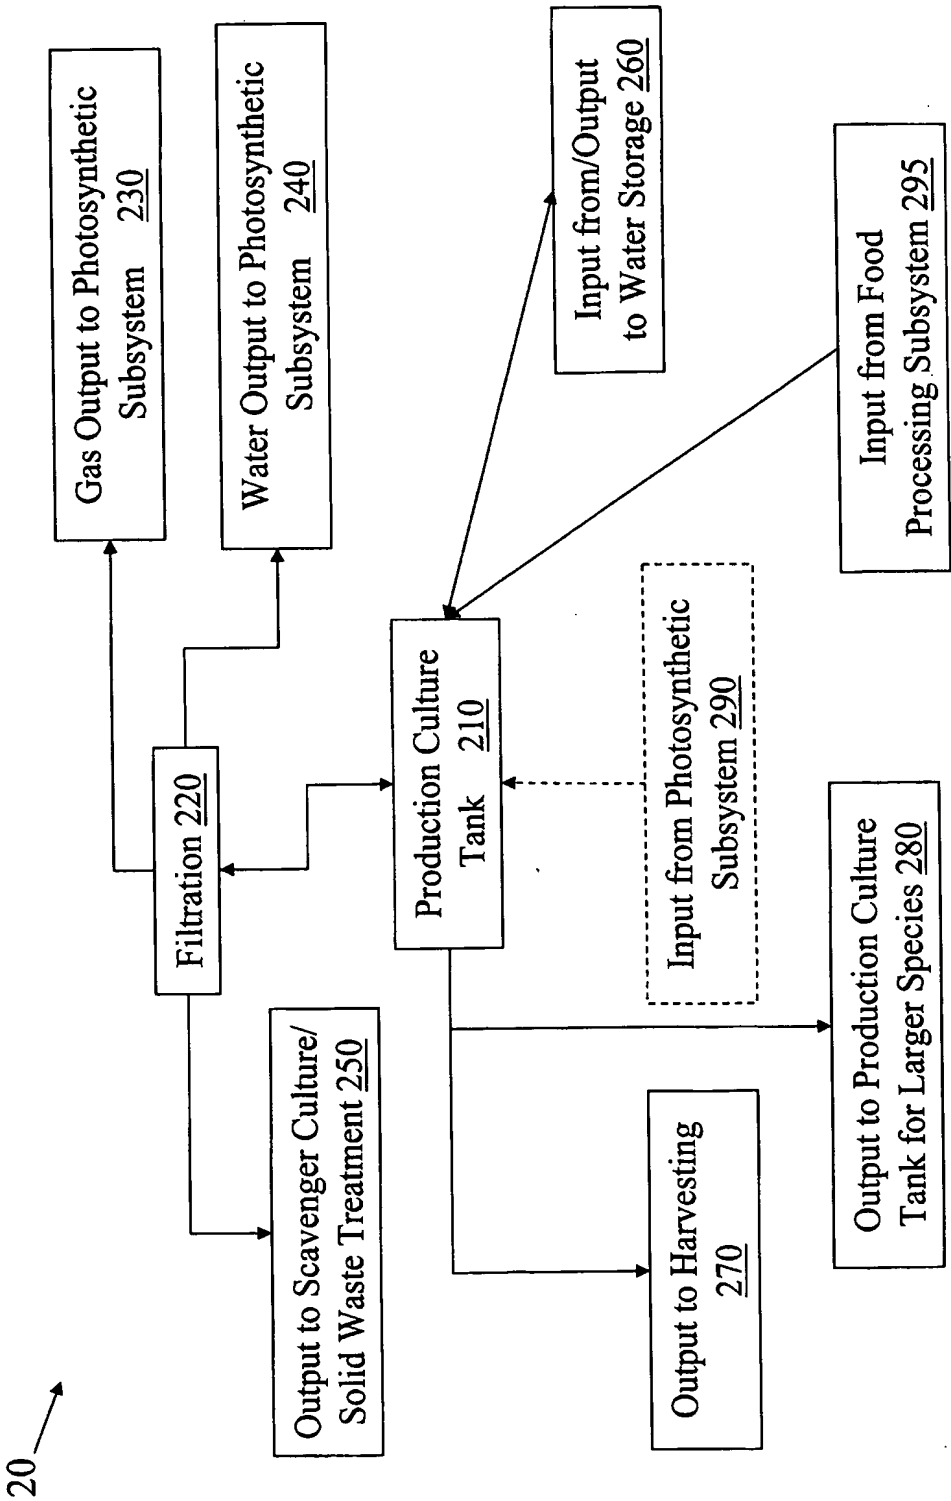 20
Gas Output to Photosynthetic
Subsystem 230
Filtration 220
Water Output to Photosynthetic
Subsystem 240
Output to Scavenger Culture/
Solid Waste Treatment 250
Production Culture
Tank 210
Input from/Output
to Water Storage 260
Input from Photosynthetic
Subsystem 290
Output to Harvesting
270
Output to Production Culture
Tank for Larger Species 280
Input from Food
Processing Subsystem 295